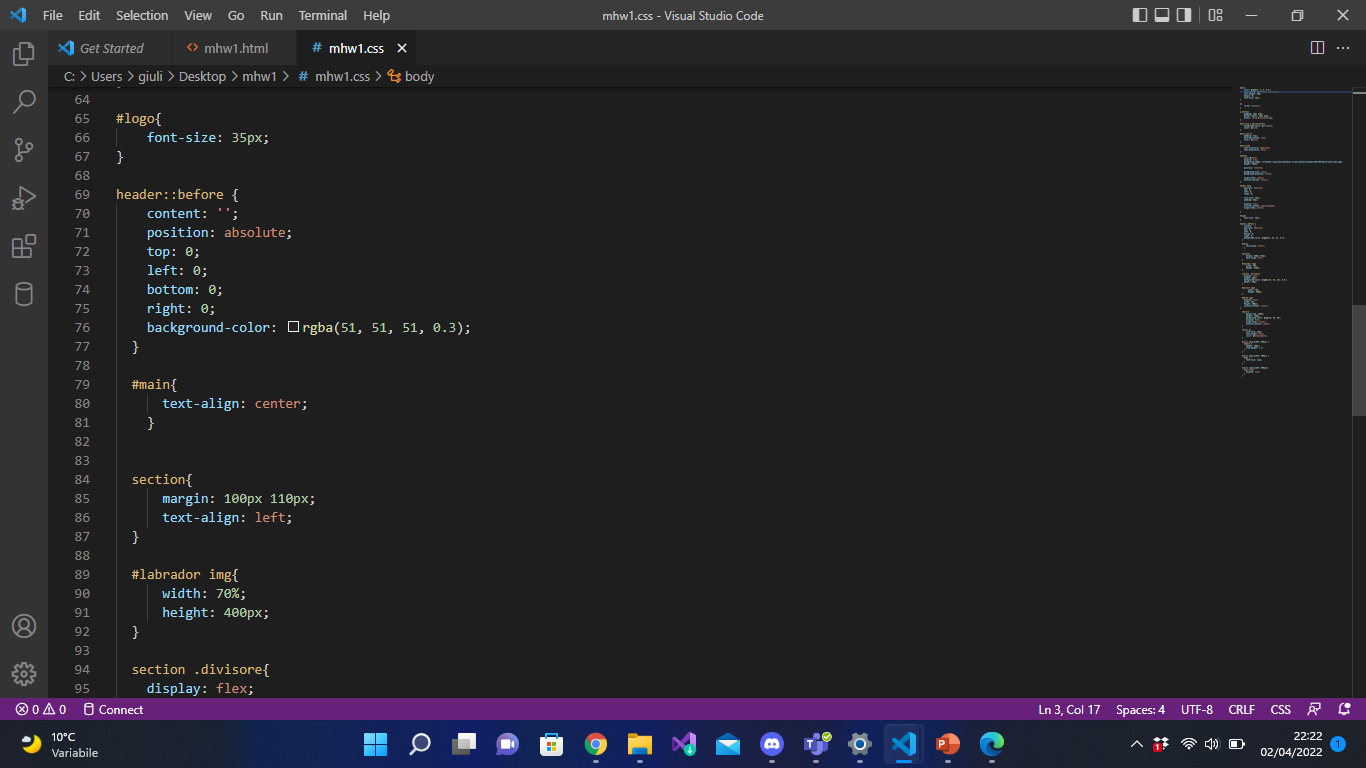 File Edit Selection View Go Run Terminal Help mhw1.css - Visual Studio Code
Get Started mhw1.html # mhw1.css
C: > Users > giuli > Desktop > mhw1 > # mhw1.css > body
64
65 #logo{
66 font-size: 35px;
67 }
68
69 header::before {
70 content: '';
71 position: absolute;
72 top: 0;
73 left: 0;
74 bottom: 0;
75 right: 0;
76 background-color: rgba(51, 51, 51, 0.3);
77 }
78
79 #main{
80 text-align: center;
81 }
82
83
84 section{
85 margin: 100px 110px;
86 text-align: left;
87 }
88
89 #labrador img{
90 width: 70%;
91 height: 400px;
92 }
93
94 section .divisore{
95 display: flex;
0 0 Connect Ln 3, Col 17 Spaces: 4 UTF-8 CRLF CSS
10°C
Variabile
22:22
02/04/2022
1
1